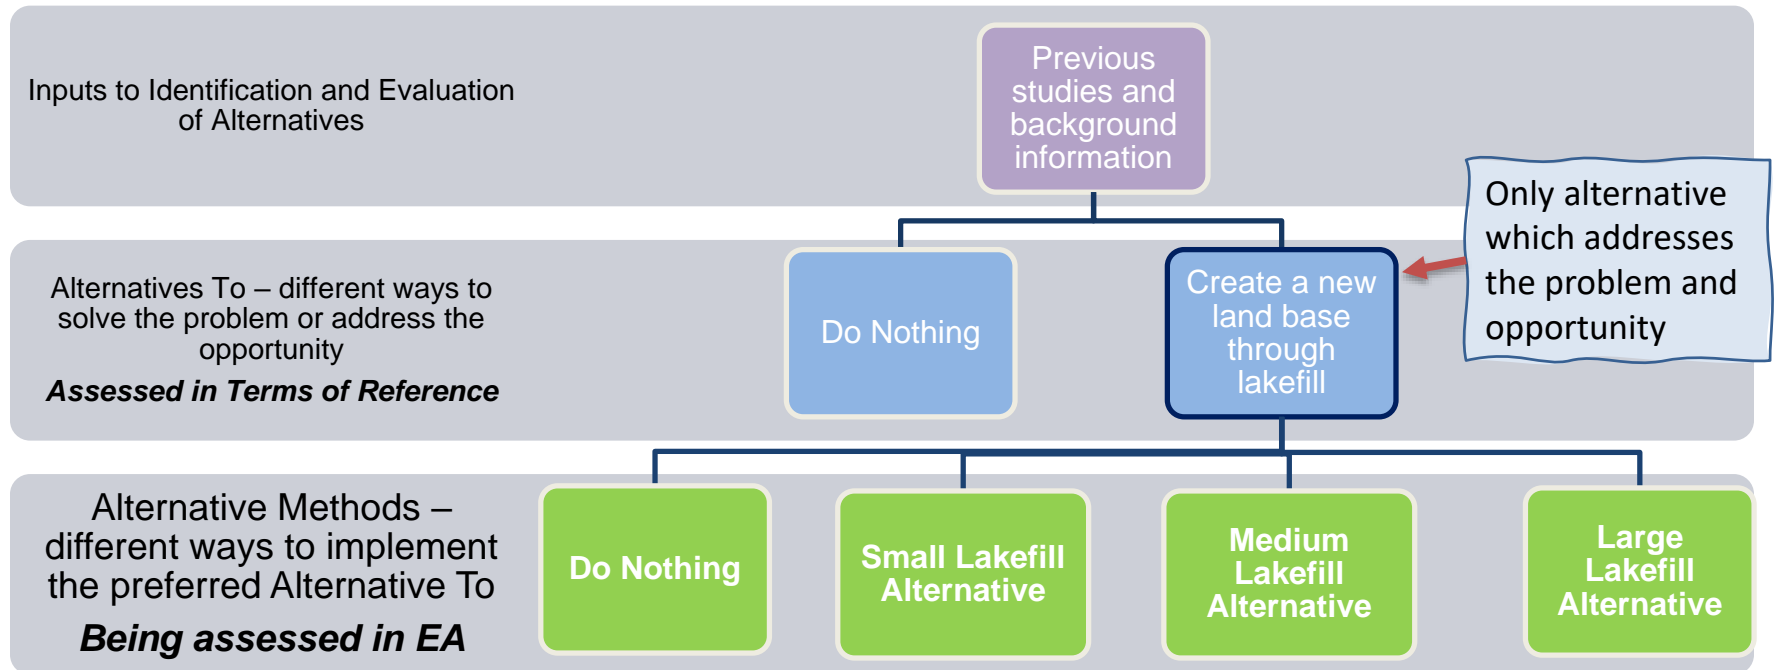 Inputs to Identification and Evaluation
of Alternatives
Previous
studies and
background
information
Only alternative
which addresses
the problem and
opportunity
Alternatives To – different ways to
solve the problem or address the
opportunity
Assessed in Terms of Reference
Do Nothing
Create a new
land base
through
lakefill
Alternative Methods –
different ways to implement
the preferred Alternative To
Being assessed in EA
Do Nothing
Small Lakefill
Alternative
Medium
Lakefill
Alternative
Large
Lakefill
Alternative